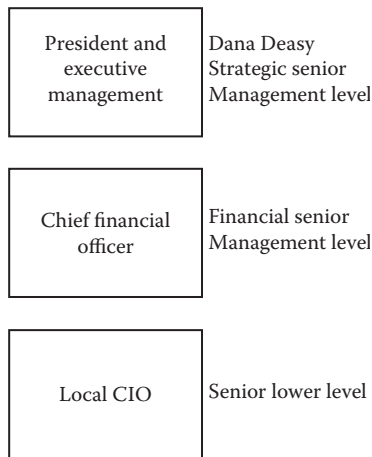 President and
executive
management
Dana Deasy
Strategic senior
Management level
Chief financial
officer
Financial senior
Management level
Local CIO
Senior lower level